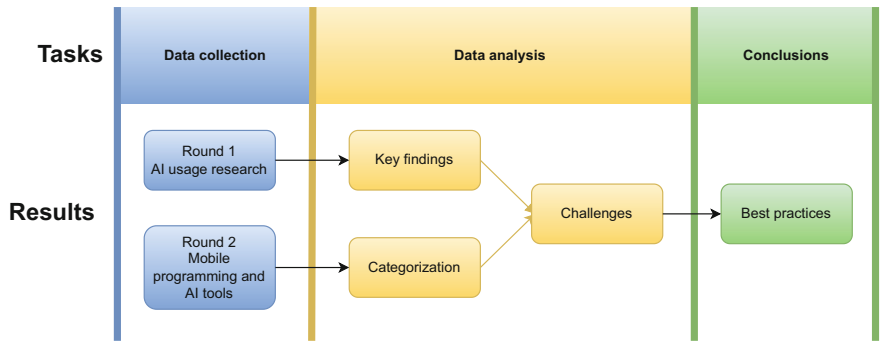 Tasks
Data collection
Data analysis
Conclusions
Results
Round 1
AI usage research
Key findings
Challenges
Best practices
Round 2
Mobile
programming and
AI tools
Categorization